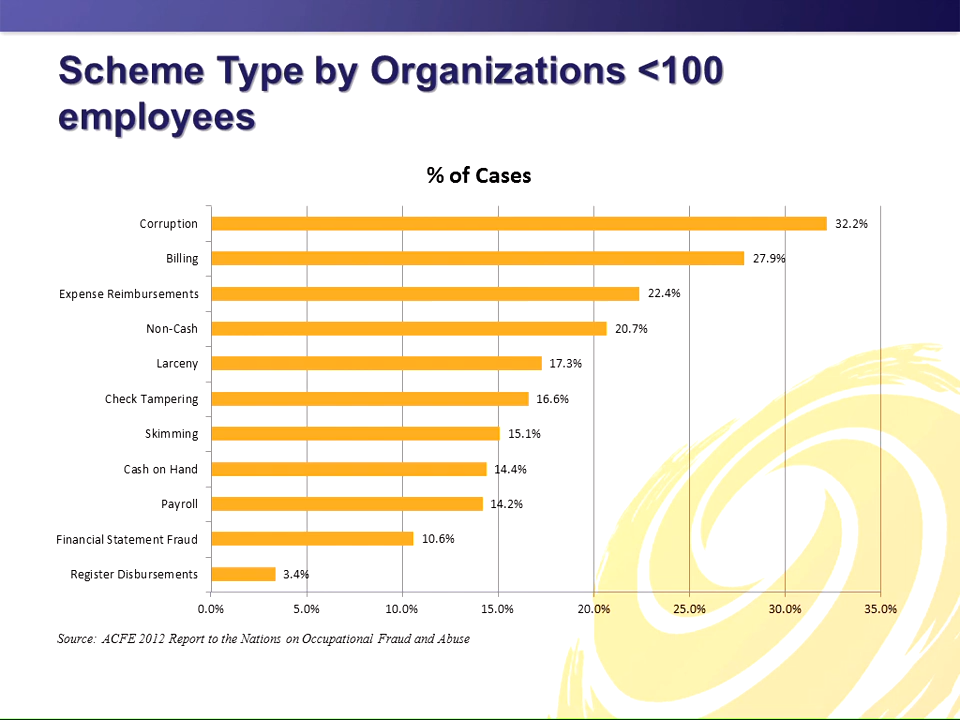 Scheme Type by Organizations <100
employees
% of Cases
Corruption 32.2%
Billing 27.9%
Expense Reimbursements 22.4%
Non-Cash 20.7%
Larceny 17.3%
Check Tampering 16.6%
Skimming 15.1%
Cash on Hand 14.4%
Payroll 14.2%
Financial Statement Fraud 10.6%
Register Disbursements 3.4%
0.0% 5.0% 10.0% 15.0% 20.0% 25.0% 30.0% 35.0%
Source: ACFE 2012 Report to the Nations on Occupational Fraud and Abuse